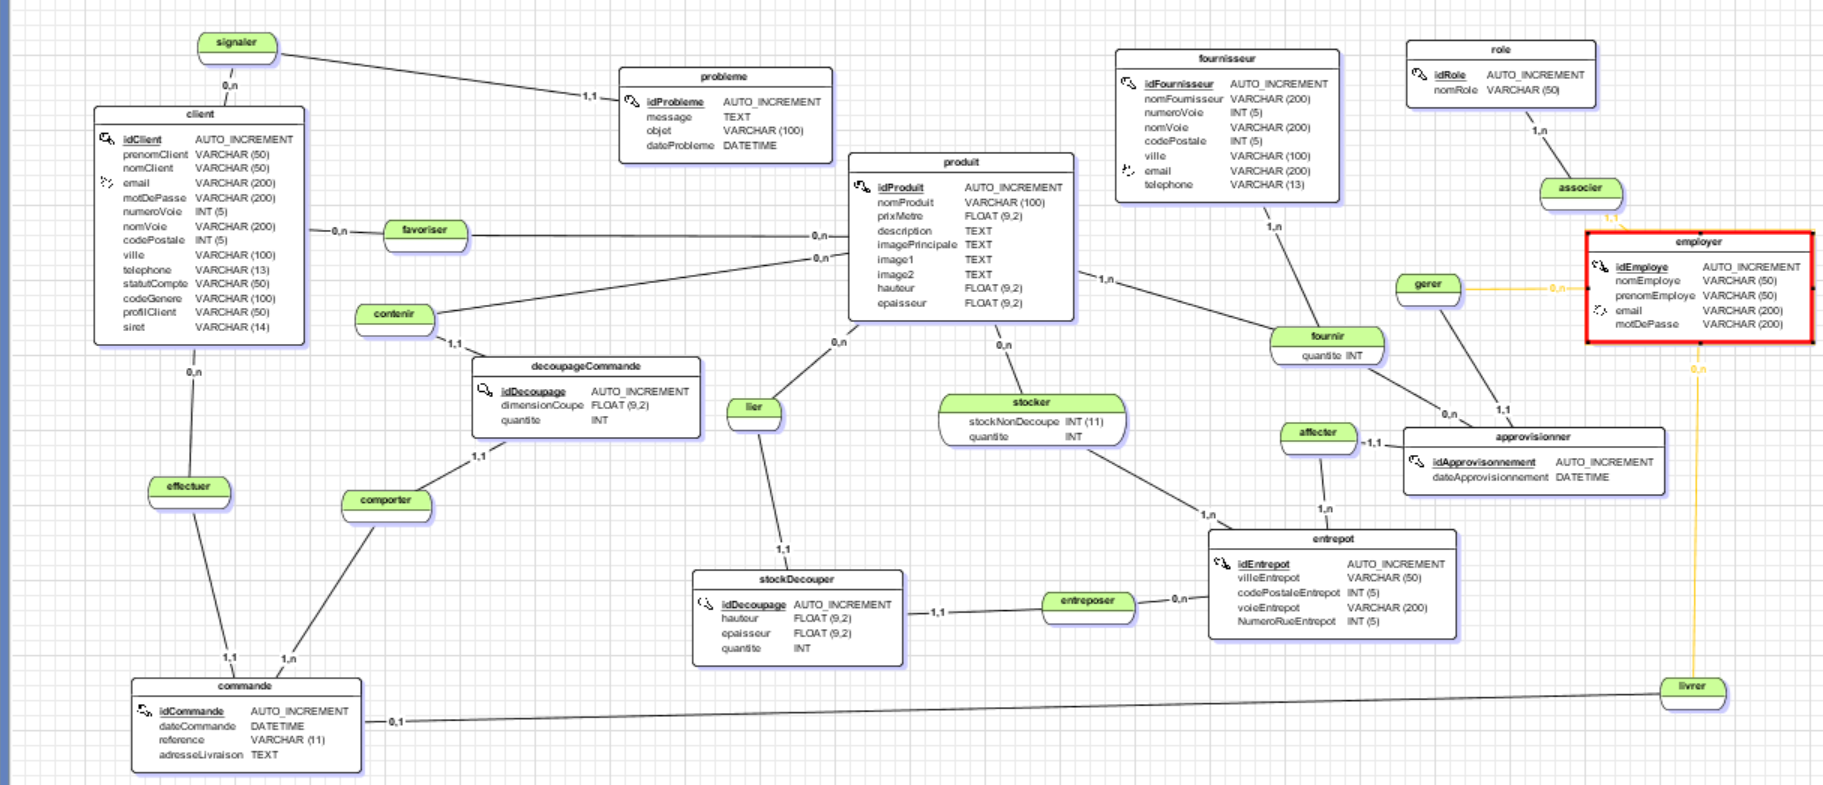 signaler
0,n
1,1
client
idClient AUTO_INCREMENT
prenomClient VARCHAR (50)
nomClient VARCHAR (50)
email VARCHAR (200)
motDePasse VARCHAR (200)
numeroVoie INT (5)
nomVoie VARCHAR (200)
codePostale INT (5)
ville VARCHAR (100)
telephone VARCHAR (13)
statutCompte VARCHAR (50)
codeGenere VARCHAR (100)
profilClient VARCHAR (50)
siret VARCHAR (14)
probleme
idProbleme AUTO_INCREMENT
message TEXT
objet VARCHAR (100)
dateProbleme DATETIME
0,n
favoriser
0,n
0,n
contenir
1,1
produit
idProduit AUTO_INCREMENT
nomProduit VARCHAR (100)
prixMetre FLOAT (9,2)
description TEXT
imagePrincipale TEXT
image1 TEXT
image2 TEXT
hauteur FLOAT (9,2)
epaisseur FLOAT (9,2)
fournisseur
idFournisseur AUTO_INCREMENT
nomFournisseur VARCHAR (200)
numeroVoie INT (5)
nomVoie VARCHAR (200)
codePostale INT (5)
ville VARCHAR (100)
email VARCHAR (200)
telephone VARCHAR (13)
role
idRole AUTO_INCREMENT
nomRole VARCHAR (50)
1,n
associer
1,1
employer
idEmploye AUTO_INCREMENT
nomEmploye VARCHAR (50)
prenomEmploye VARCHAR (50)
email VARCHAR (200)
motDePasse VARCHAR (200)
gerer
0,n
1,1
0,n
1,n
1,n
fournir
quantite INT
0,n
decoupageCommande
idDecoupage AUTO_INCREMENT
dimensionCoupe FLOAT (9,2)
quantite INT
0,n
lier
1,1
0,n
stocker
stockNonDecoupe INT (11)
quantite INT
1,n
affecter
1,1
1,n
approvisionner
idApprovisonnement AUTO_INCREMENT
dateApprovisionnement DATETIME
0,n
effectuer
1,1
1,1
comporter
1,n
stockDecouper
idDecoupage AUTO_INCREMENT
hauteur FLOAT (9,2)
epaisseur FLOAT (9,2)
quantite INT
1,1
entreposer
0,n
entrepot
idEntrepot AUTO_INCREMENT
villeEntrepot VARCHAR (50)
codePostaleEntrepot INT (5)
voieEntrepot VARCHAR (200)
NumeroRueEntrepot INT (5)
commande
idCommande AUTO_INCREMENT
dateCommande DATETIME
reference VARCHAR (11)
adresseLivraison TEXT
0,1
livrer